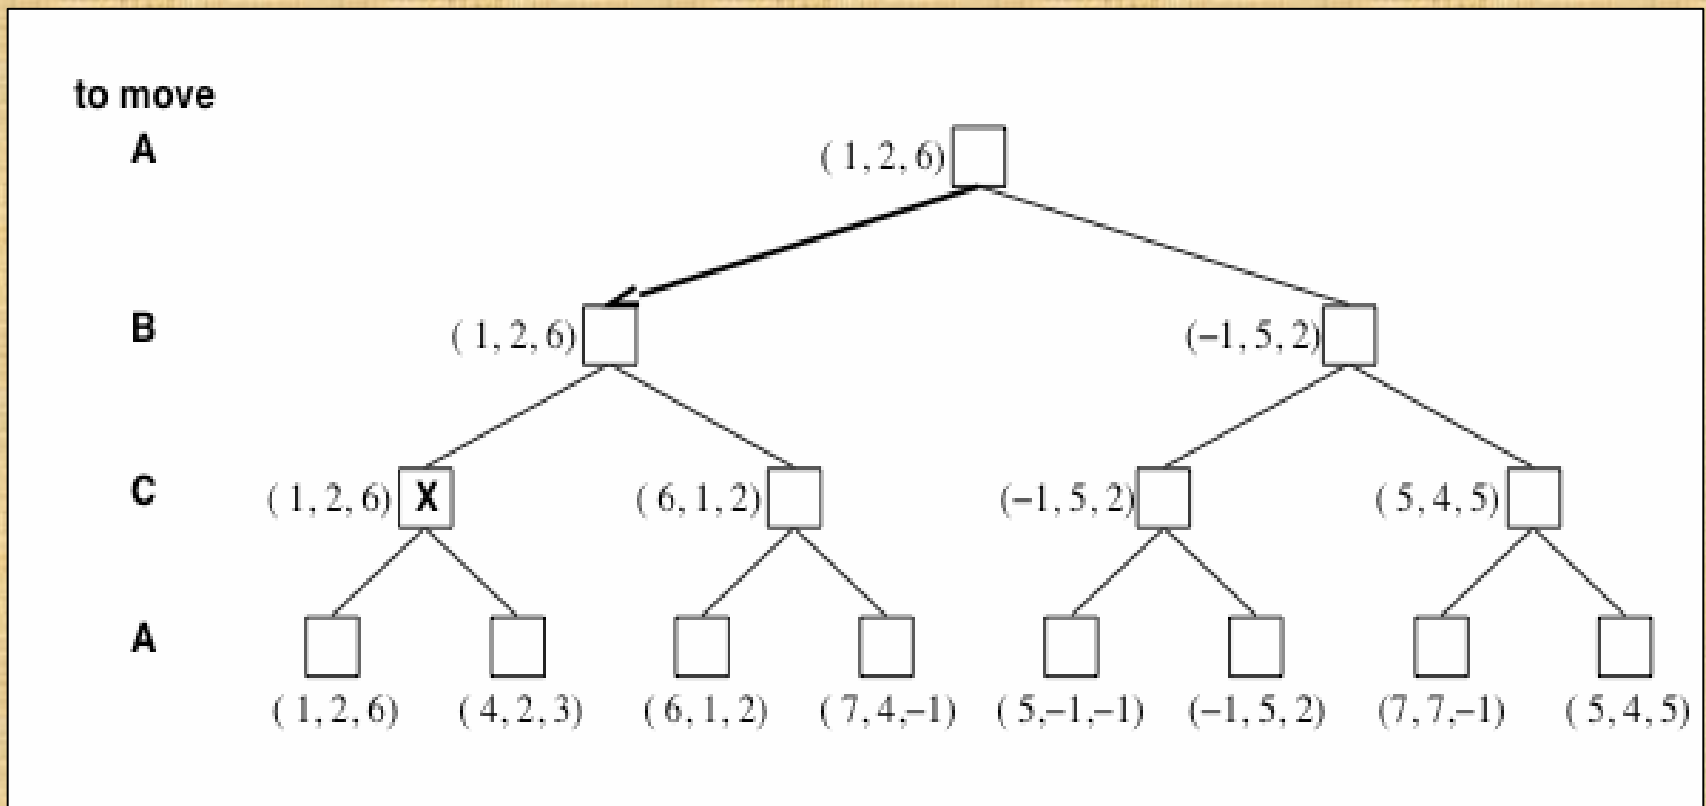 to move
A (1, 2, 6)
B (1, 2, 6) (−1, 5, 2)
C (1, 2, 6) X (6, 1, 2) (−1, 5, 2) (5, 4, 5)
A
(1, 2, 6) (4, 2, 3) (6, 1, 2) (7, 4, −1) (5, −1, −1) (−1, 5, 2) (7, 7, −1) (5, 4, 5)